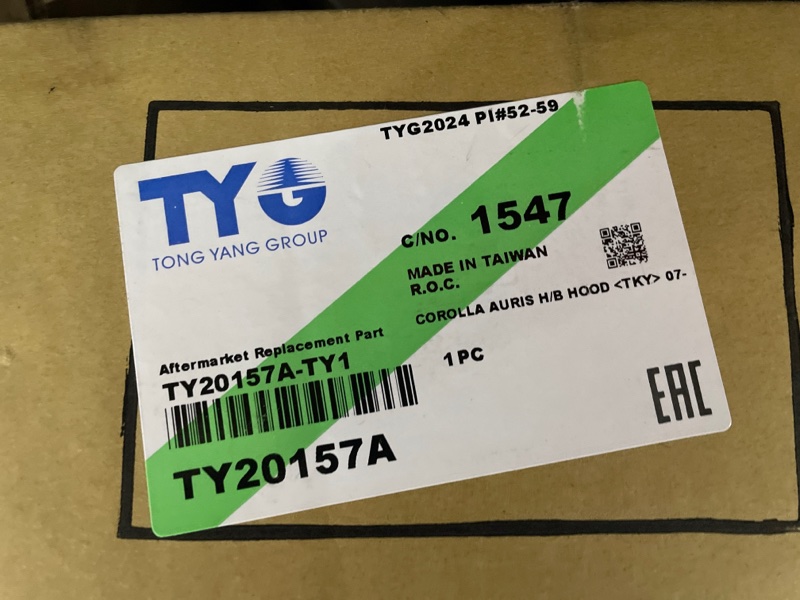 TYG2024 PI#52-59
TYG
TONG YANG GROUP
C/NO. 1547
MADE IN TAIWAN
R.O.C.
COROLLA AURIS H/B HOOD <TKY> 07-
Aftermarket Replacement Part
TY20157A-TY1
1 PC
TY20157A
EAC